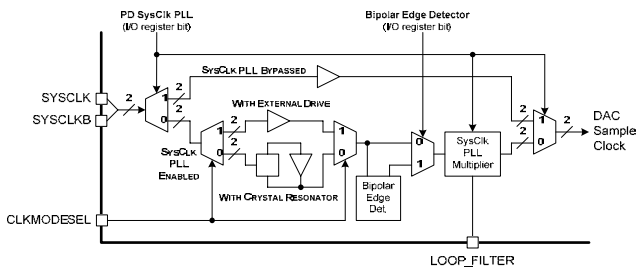 PD SysClk PLL
(I/O register bit)
Bipolar Edge Detector
(I/O register bit)
SYSCLK PLL BYPASSED
2
2
2
SYSCLK
SYSCLKB
2
1
0
2
WITH EXTERNAL DRIVE
2
1
0
2
SYSCLK
PLL
ENABLED
WITH CRYSTAL RESONATOR
1
0
0
1
Bipolar
Edge
Det.
SysClk
PLL
Multiplier
2
1
0
2
DAC
Sample
Clock
CLKMODESEL
LOOP_FILTER